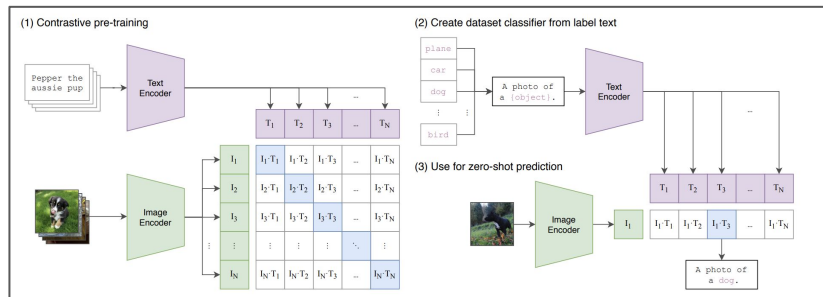 (1) Contrastive pre-training
Pepper the
aussie pup
Text
Encoder
T1 T2 T3 ... TN
I1 I1·T1 I1·T2 I1·T3 ... I1·TN
I2 I2·T1 I2·T2 I2·T3 ... I2·TN
I3 I3·T1 I3·T2 I3·T3 ... I3·TN
⋮ ⋮ ⋮ ⋮ ⋱ ⋮
IN IN·T1 IN·T2 IN·T3 ... IN·TN
Image
Encoder
(2) Create dataset classifier from label text
plane
car
dog
⋮
bird
A photo of
a {object}.
Text
Encoder
...
(3) Use for zero-shot prediction
T1 T2 T3 ... TN
Image
Encoder
I1 I1·T1 I1·T2 I1·T3 ... I1·TN
A photo of
a dog.